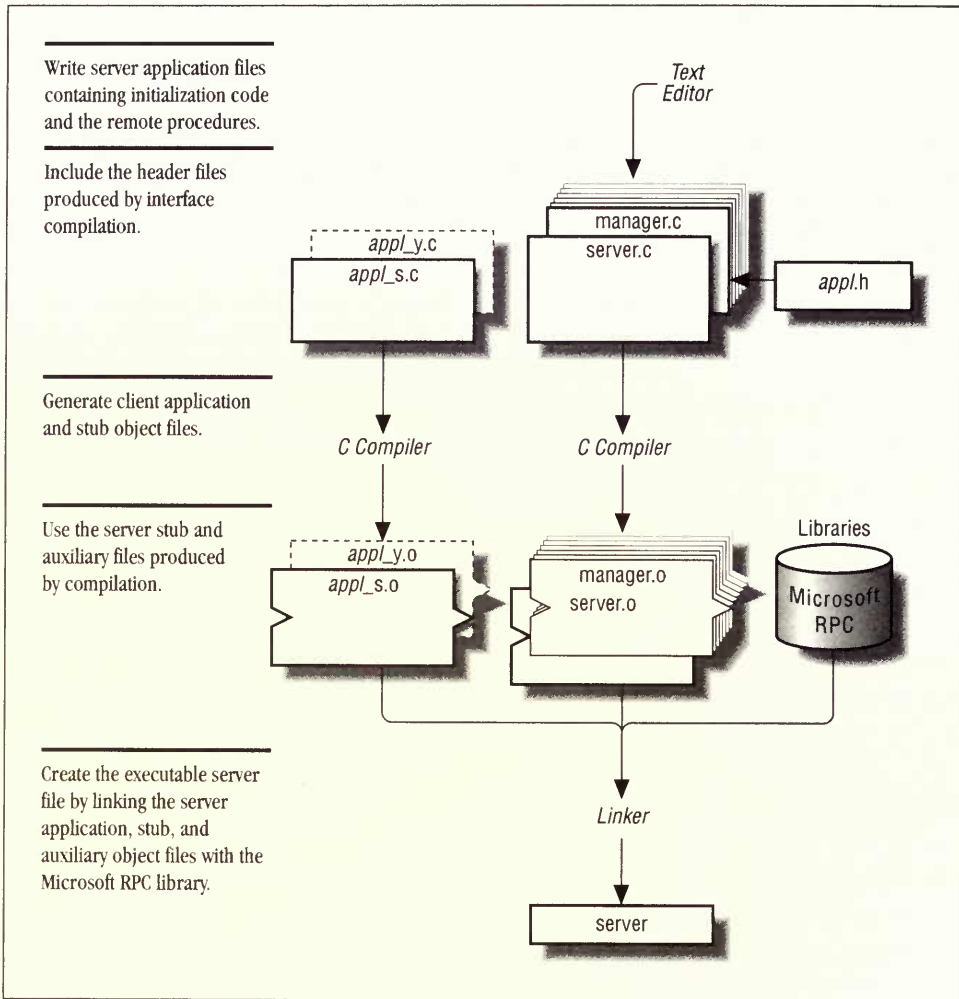 Write server application files
containing initialization code
and the remote procedures.
Include the header files
produced by interface
compilation.
Generate client application
and stub object files.
Use the server stub and
auxiliary files produced
by compilation.
Create the executable server
file by linking the server
application, stub, and
auxiliary object files with the
Microsoft RPC library.
Text
Editor
manager.c
server.c
appl_y.c
appl_s.c
appl.h
C Compiler
C Compiler
appl_y.o
appl_s.o
manager.o
server.o
Libraries
Microsoft
RPC
Linker
server